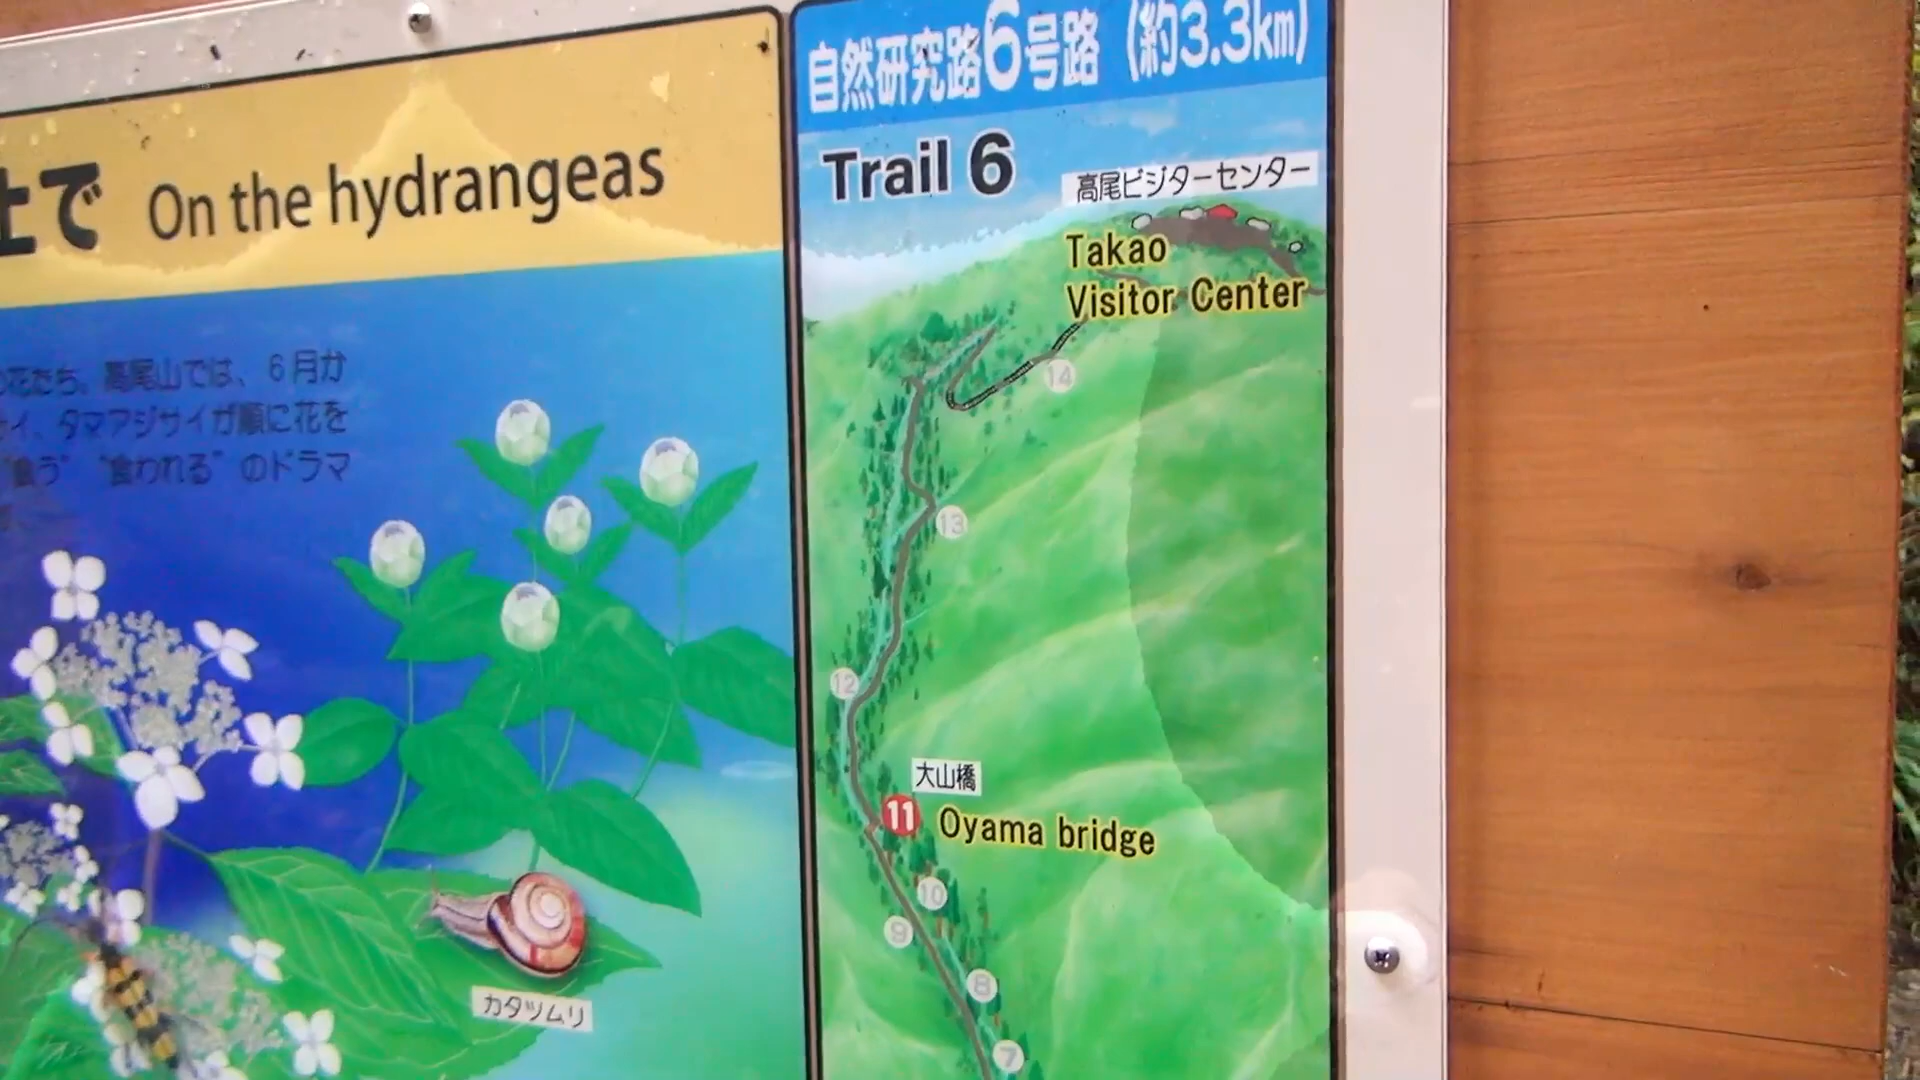 上で On the hydrangeas
の花たち。高尾山では、6月か
サイ、タマアジサイが順に花を
"食う" "食われる" のドラマ
カタツムリ
自然研究路6号路 (約3.3km)
Trail 6
高尾ビジターセンター
Takao
Visitor Center
14
13
12
大山橋
11 Oyama bridge
10
9
8
7